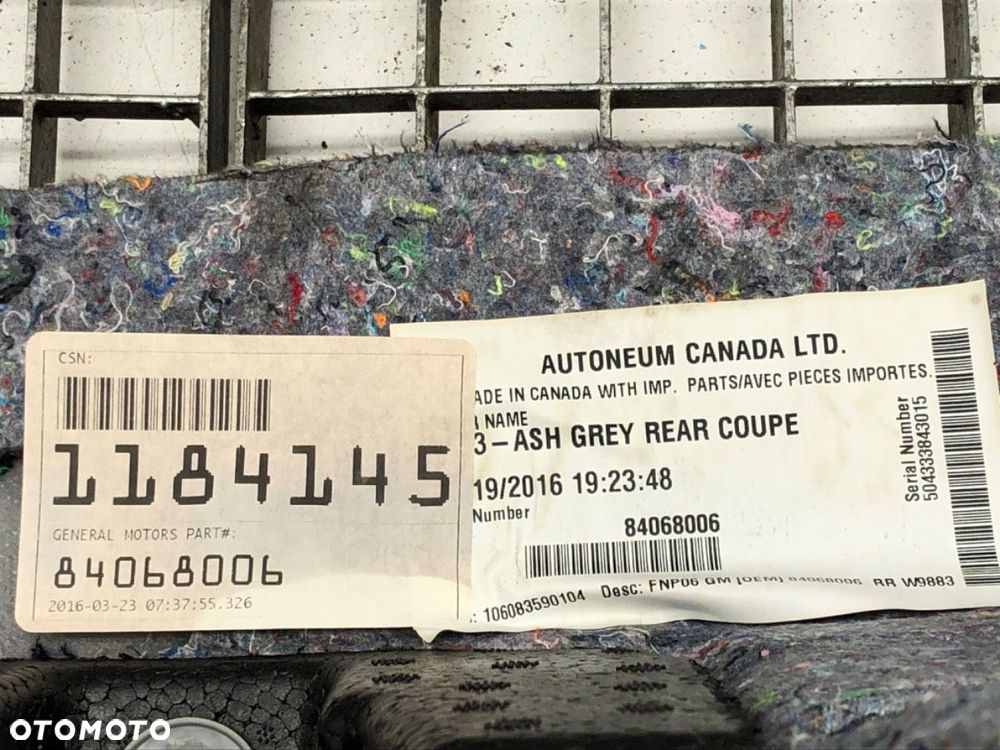 CSN:
1184145
GENERAL MOTORS PART#:
84068006
2016-03-23 07:37:55.326
AUTONEUM CANADA LTD.
ADE IN CANADA WITH IMP. PARTS/AVEC PIECES IMPORTES.
NAME
3-ASH GREY REAR COUPE
19/2016 19:23:48
Number
84068006
: 106083590104 Desc: FNP06 GM (OEM) 84068006 RR W9883
Serial Number
504333843015
OTOMOTO